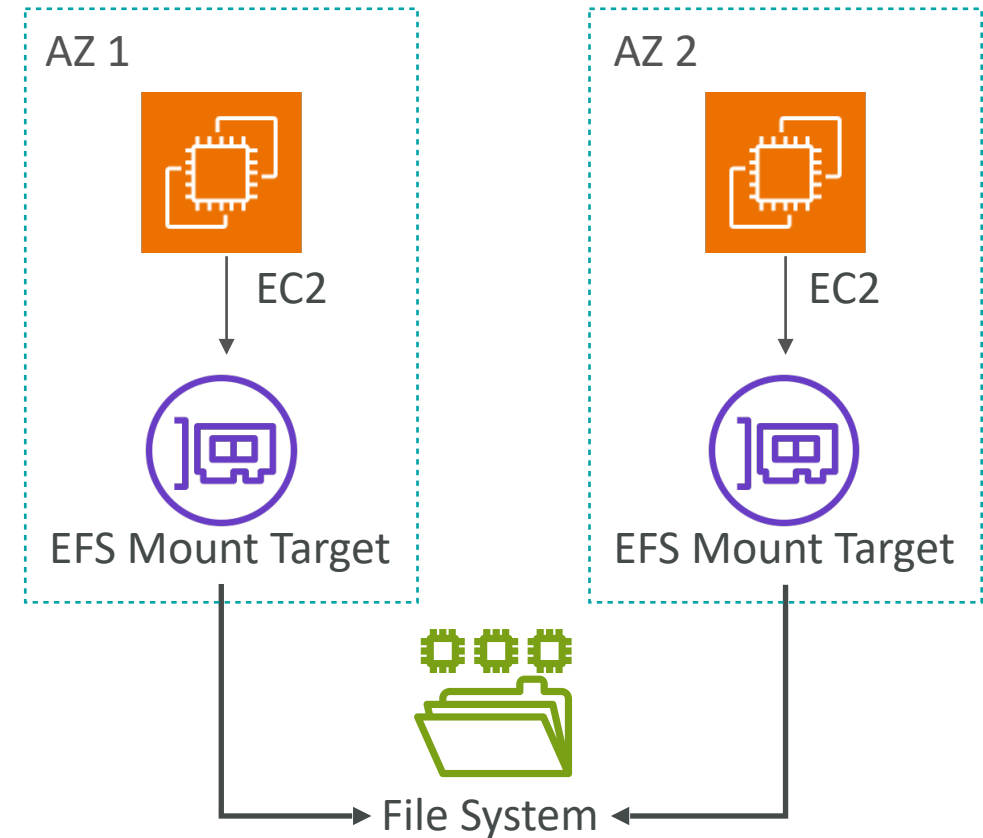 AZ 1
AZ 2
EC2
EC2
EFS Mount Target
EFS Mount Target
File System